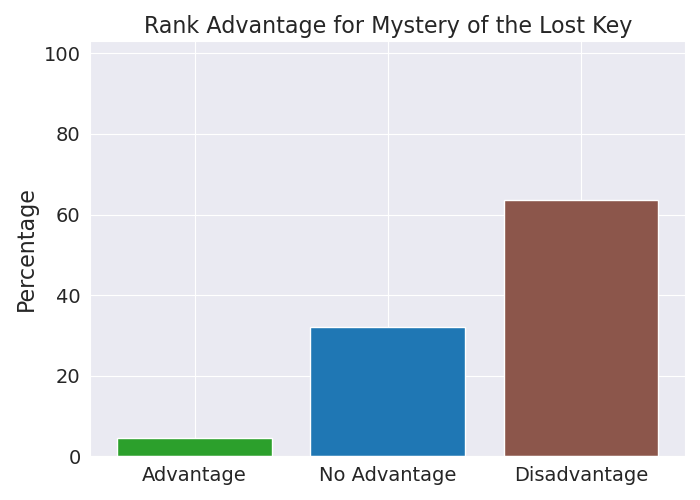 Rank Advantage for Mystery of the Lost Key
Percentage
100
80
60
40
20
0
Advantage
No Advantage
Disadvantage